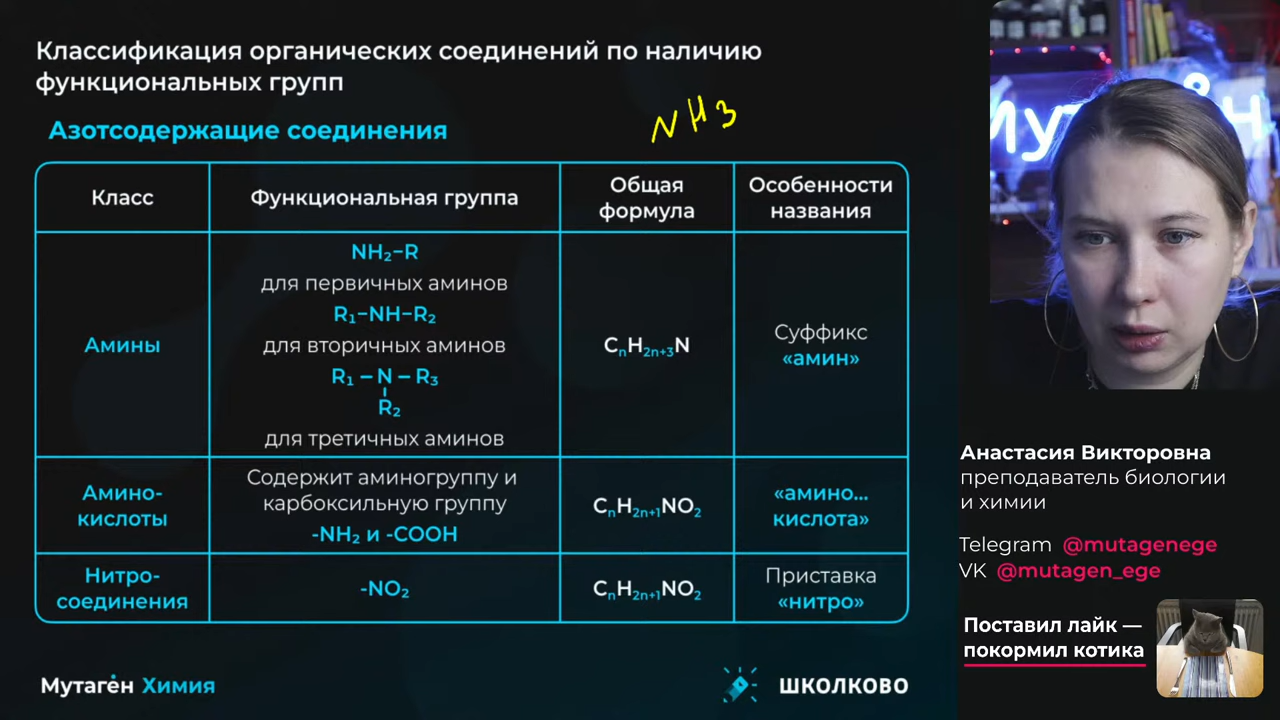 Классификация органических соединений по наличию
функциональных групп
Азотсодержащие соединения
NH3
Класс
Функциональная группа
Общая
формула
Особенности
названия
Амины
NH₂−R
для первичных аминов
R₁−NH−R₂
для вторичных аминов
R₁ − N − R₃
R₂
для третичных аминов
CₙH₂ₙ₊₃N
Суффикс
«амин»
Амино-
кислоты
Содержит аминогруппу и
карбоксильную группу
-NH₂ и -COOH
CₙH₂ₙ₊₁NO₂
«амино...
кислота»
Нитро-
соединения
-NO₂
CₙH₂ₙ₊₁NO₂
Приставка
«нитро»
Мутаген Химия
ШКОЛКОВО
Анастасия Викторовна
преподаватель биологии
и химии
Telegram @mutagenege
VK @mutagen_ege
Поставил лайк —
покормил котика